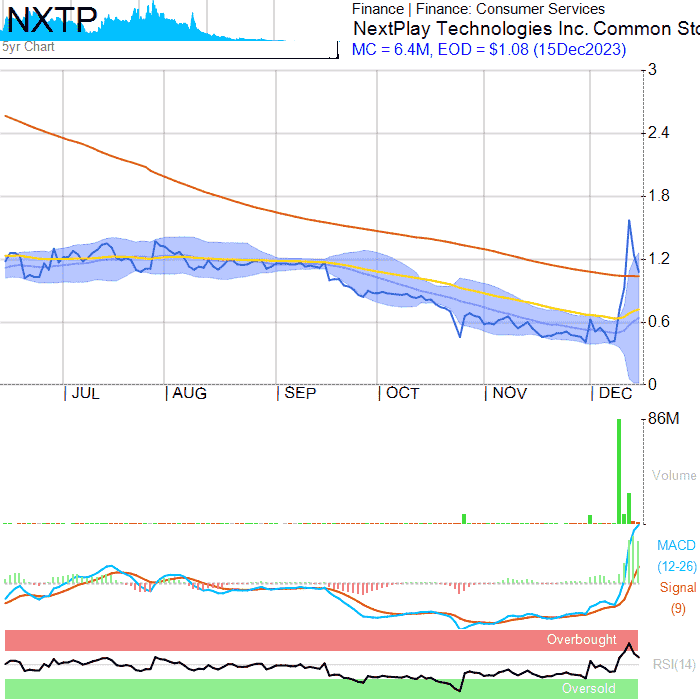 NXTP
5yr Chart
Finance | Finance: Consumer Services
NextPlay Technologies Inc. Common Sto
MC = 6.4M, EOD = $1.08 (15Dec2023)
3
2.4
1.8
1.2
0.6
0
| JUL | AUG | SEP | OCT | NOV | DEC
86M
Volume
MACD
(12-26)
Signal
(9)
Overbought
RSI(14)
Oversold